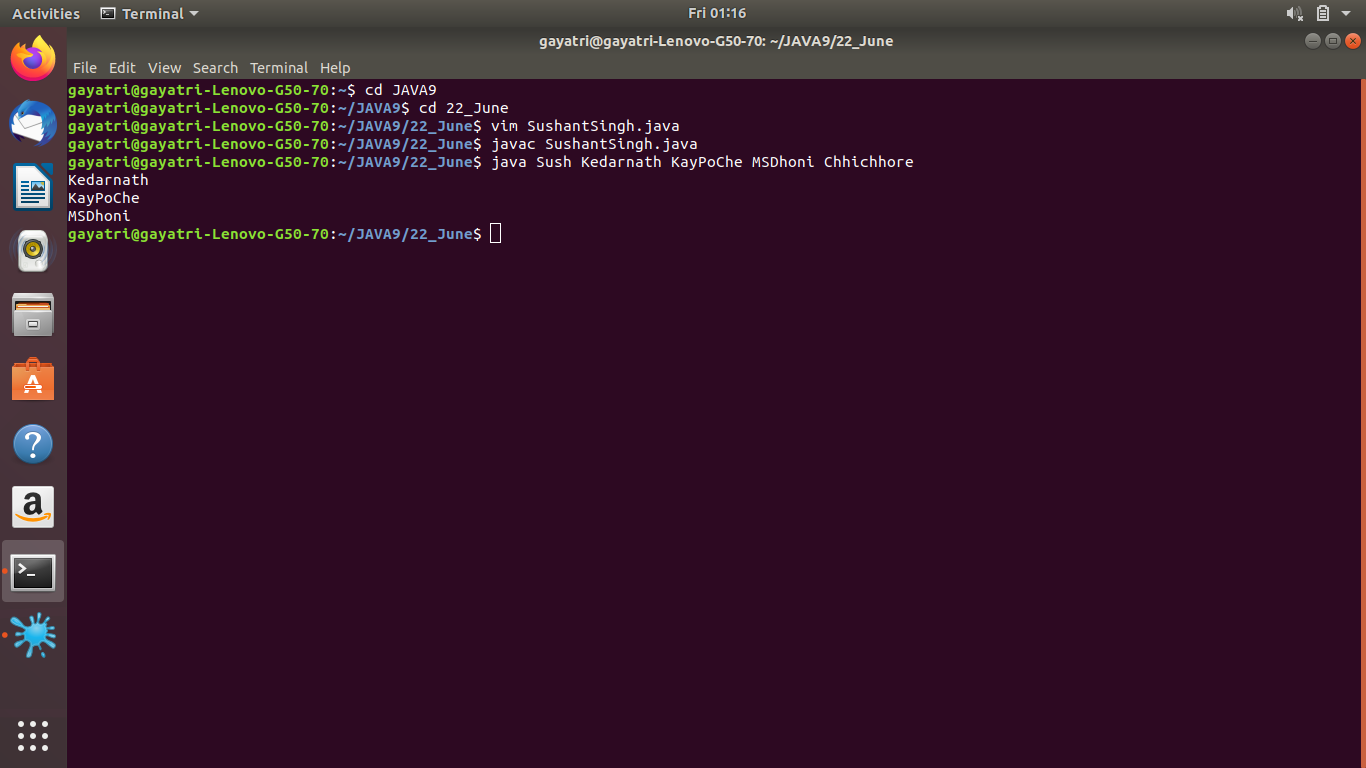 Activities Terminal Fri 01:16
gayatri@gayatri-Lenovo-G50-70: ~/JAVA9/22_June
File Edit View Search Terminal Help
gayatri@gayatri-Lenovo-G50-70:~$ cd JAVA9
gayatri@gayatri-Lenovo-G50-70:~/JAVA9$ cd 22_June
gayatri@gayatri-Lenovo-G50-70:~/JAVA9/22_June$ vim SushantSingh.java
gayatri@gayatri-Lenovo-G50-70:~/JAVA9/22_June$ javac SushantSingh.java
gayatri@gayatri-Lenovo-G50-70:~/JAVA9/22_June$ java Sush Kedarnath KayPoChe MSDhoni Chhichhore
Kedarnath
KayPoChe
MSDhoni
gayatri@gayatri-Lenovo-G50-70:~/JAVA9/22_June$